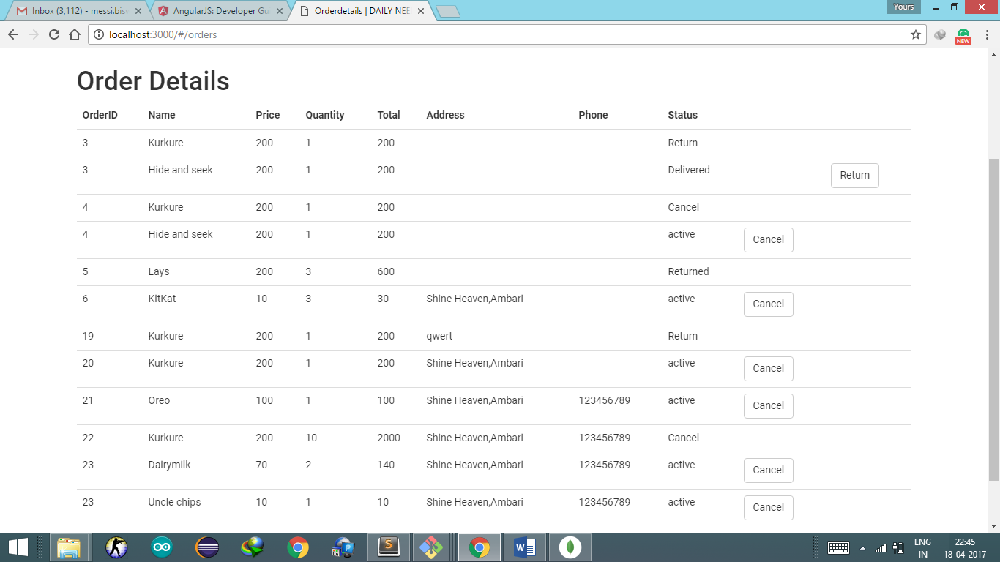 Inbox (3,112) - messi.bis
AngularJS: Developer Gu
Orderdetails | DAILY NEE
Yours
localhost:3000/#/orders
NEW
Order Details
OrderID Name Price Quantity Total Address Phone Status
3 Kurkure 200 1 200 Return
3 Hide and seek 200 1 200 Delivered Return
4 Kurkure 200 1 200 Cancel
4 Hide and seek 200 1 200 active Cancel
5 Lays 200 3 600 Returned
6 KitKat 10 3 30 Shine Heaven,Ambari active Cancel
19 Kurkure 200 1 200 qwert Return
20 Kurkure 200 1 200 Shine Heaven,Ambari active Cancel
21 Oreo 100 1 100 Shine Heaven,Ambari 123456789 active Cancel
22 Kurkure 200 10 2000 Shine Heaven,Ambari 123456789 Cancel
23 Dairymilk 70 2 140 Shine Heaven,Ambari 123456789 active Cancel
23 Uncle chips 10 1 10 Shine Heaven,Ambari 123456789 active Cancel
ENG 22:45
IN 18-04-2017